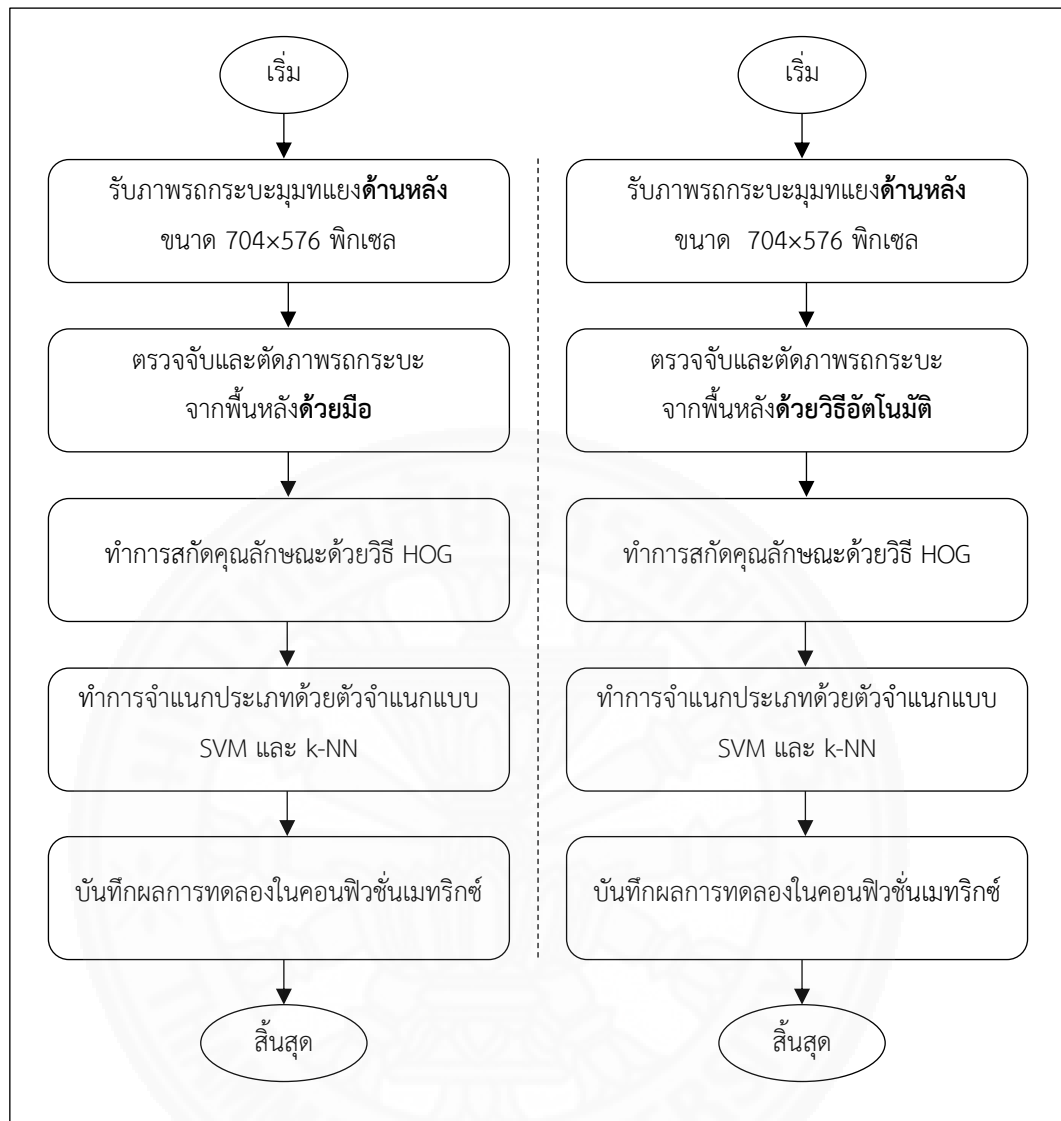 เริ่ม
รับภาพรถกระบะมุมทแยงด้านหลัง
ขนาด 704×576 พิกเซล
ตรวจจับและตัดภาพรถกระบะ
จากพื้นหลังด้วยมือ
ทำการสกัดคุณลักษณะด้วยวิธี HOG
ทำการจำแนกประเภทด้วยตัวจำแนกแบบ
SVM และ k-NN
บันทึกผลการทดลองในคอนฟิวชั่นเมทริกซ์
สิ้นสุด
เริ่ม
รับภาพรถกระบะมุมทแยงด้านหลัง
ขนาด 704×576 พิกเซล
ตรวจจับและตัดภาพรถกระบะ
จากพื้นหลังด้วยวิธีอัตโนมัติ
ทำการสกัดคุณลักษณะด้วยวิธี HOG
ทำการจำแนกประเภทด้วยตัวจำแนกแบบ
SVM และ k-NN
บันทึกผลการทดลองในคอนฟิวชั่นเมทริกซ์
สิ้นสุด